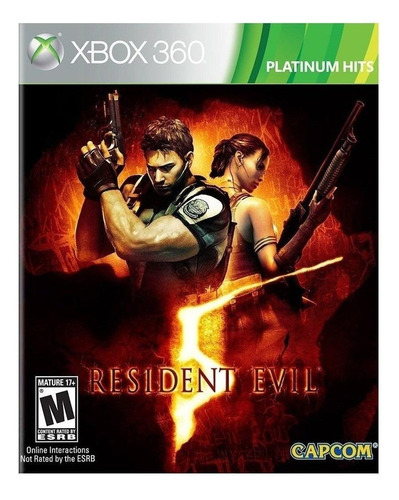 XBOX 360
PLATINUM HITS
5
RESIDENT EVIL
MATURE 17+
M
CONTENT RATED BY
ESRB
Online Interactions
Not Rated by the ESRB
CAPCOM